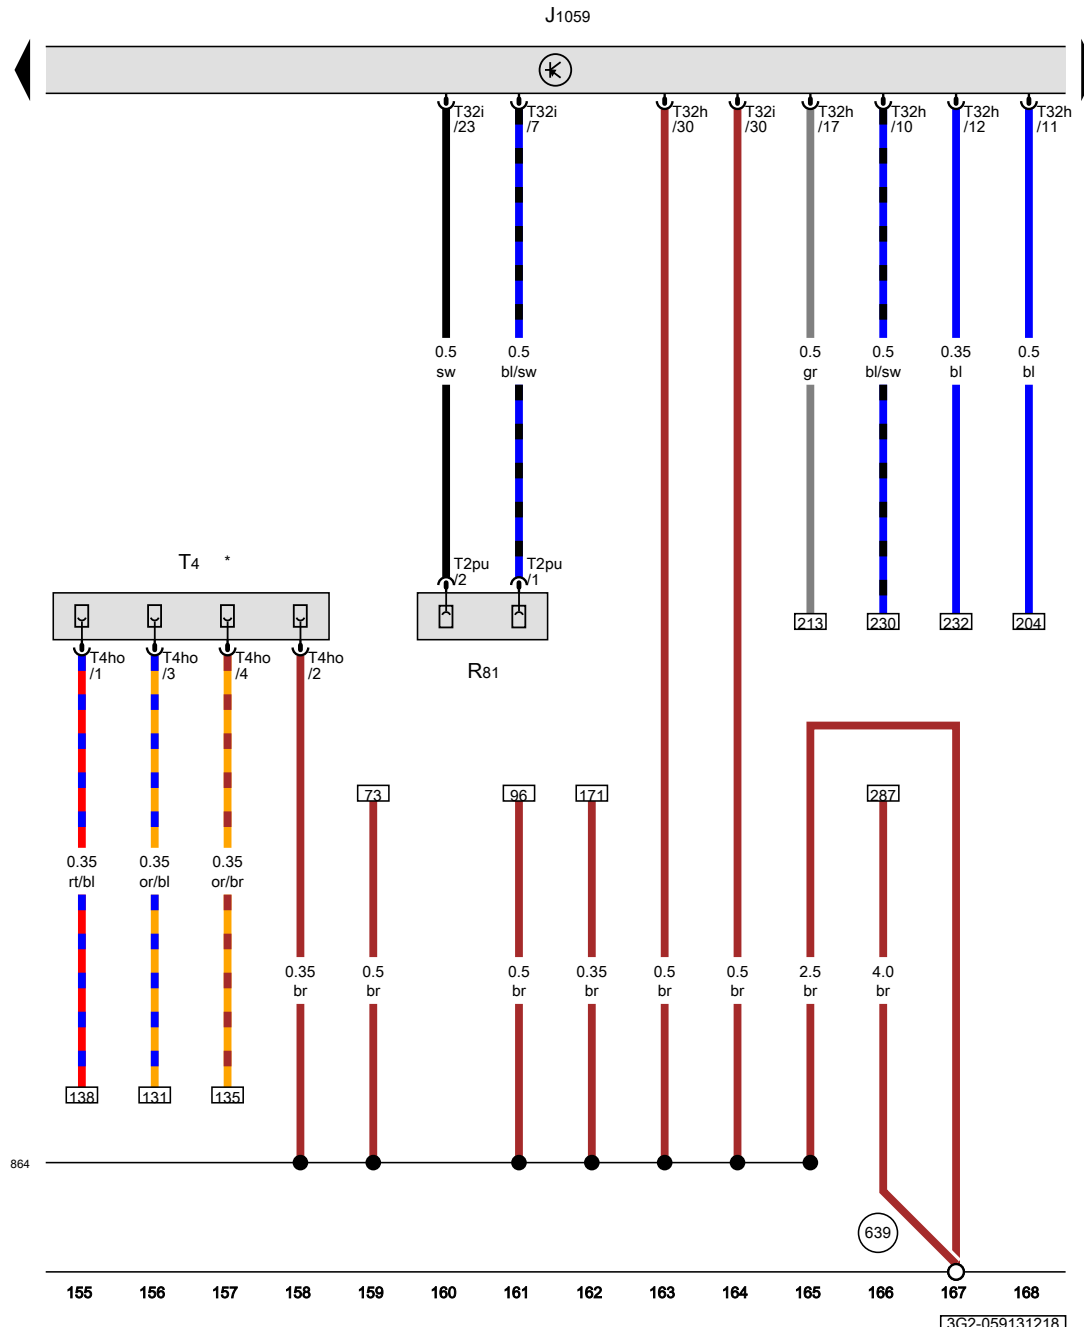 J1059
T32i
/23
T32i
/7
T32h
/30
T32i
/30
T32h
/17
T32h
/10
T32h
/12
T32h
/11
0.5
sw
0.5
bl/sw
0.5
gr
0.5
bl/sw
0.35
bl
0.5
bl
T4 *
T2pu
/2
T2pu
/1
213
230
232
204
T4ho
/1
T4ho
/3
T4ho
/4
T4ho
/2
R81
73
96
171
287
0.35
rt/bl
0.35
or/bl
0.35
or/br
0.35
br
0.5
br
0.5
br
0.35
br
0.5
br
0.5
br
2.5
br
4.0
br
138
131
135
864
639
155 156 157 158 159 160 161 162 163 164 165 166 167 168
3G2-059131218